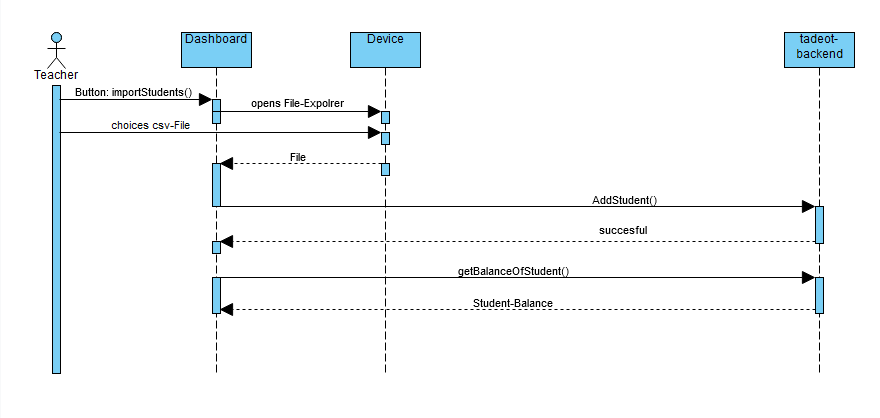 Dashboard
Device
tadeot-
backend
Teacher
Button: importStudents()
opens File-Expolrer
choices csv-File
File
AddStudent()
succesful
getBalanceOfStudent()
Student-Balance